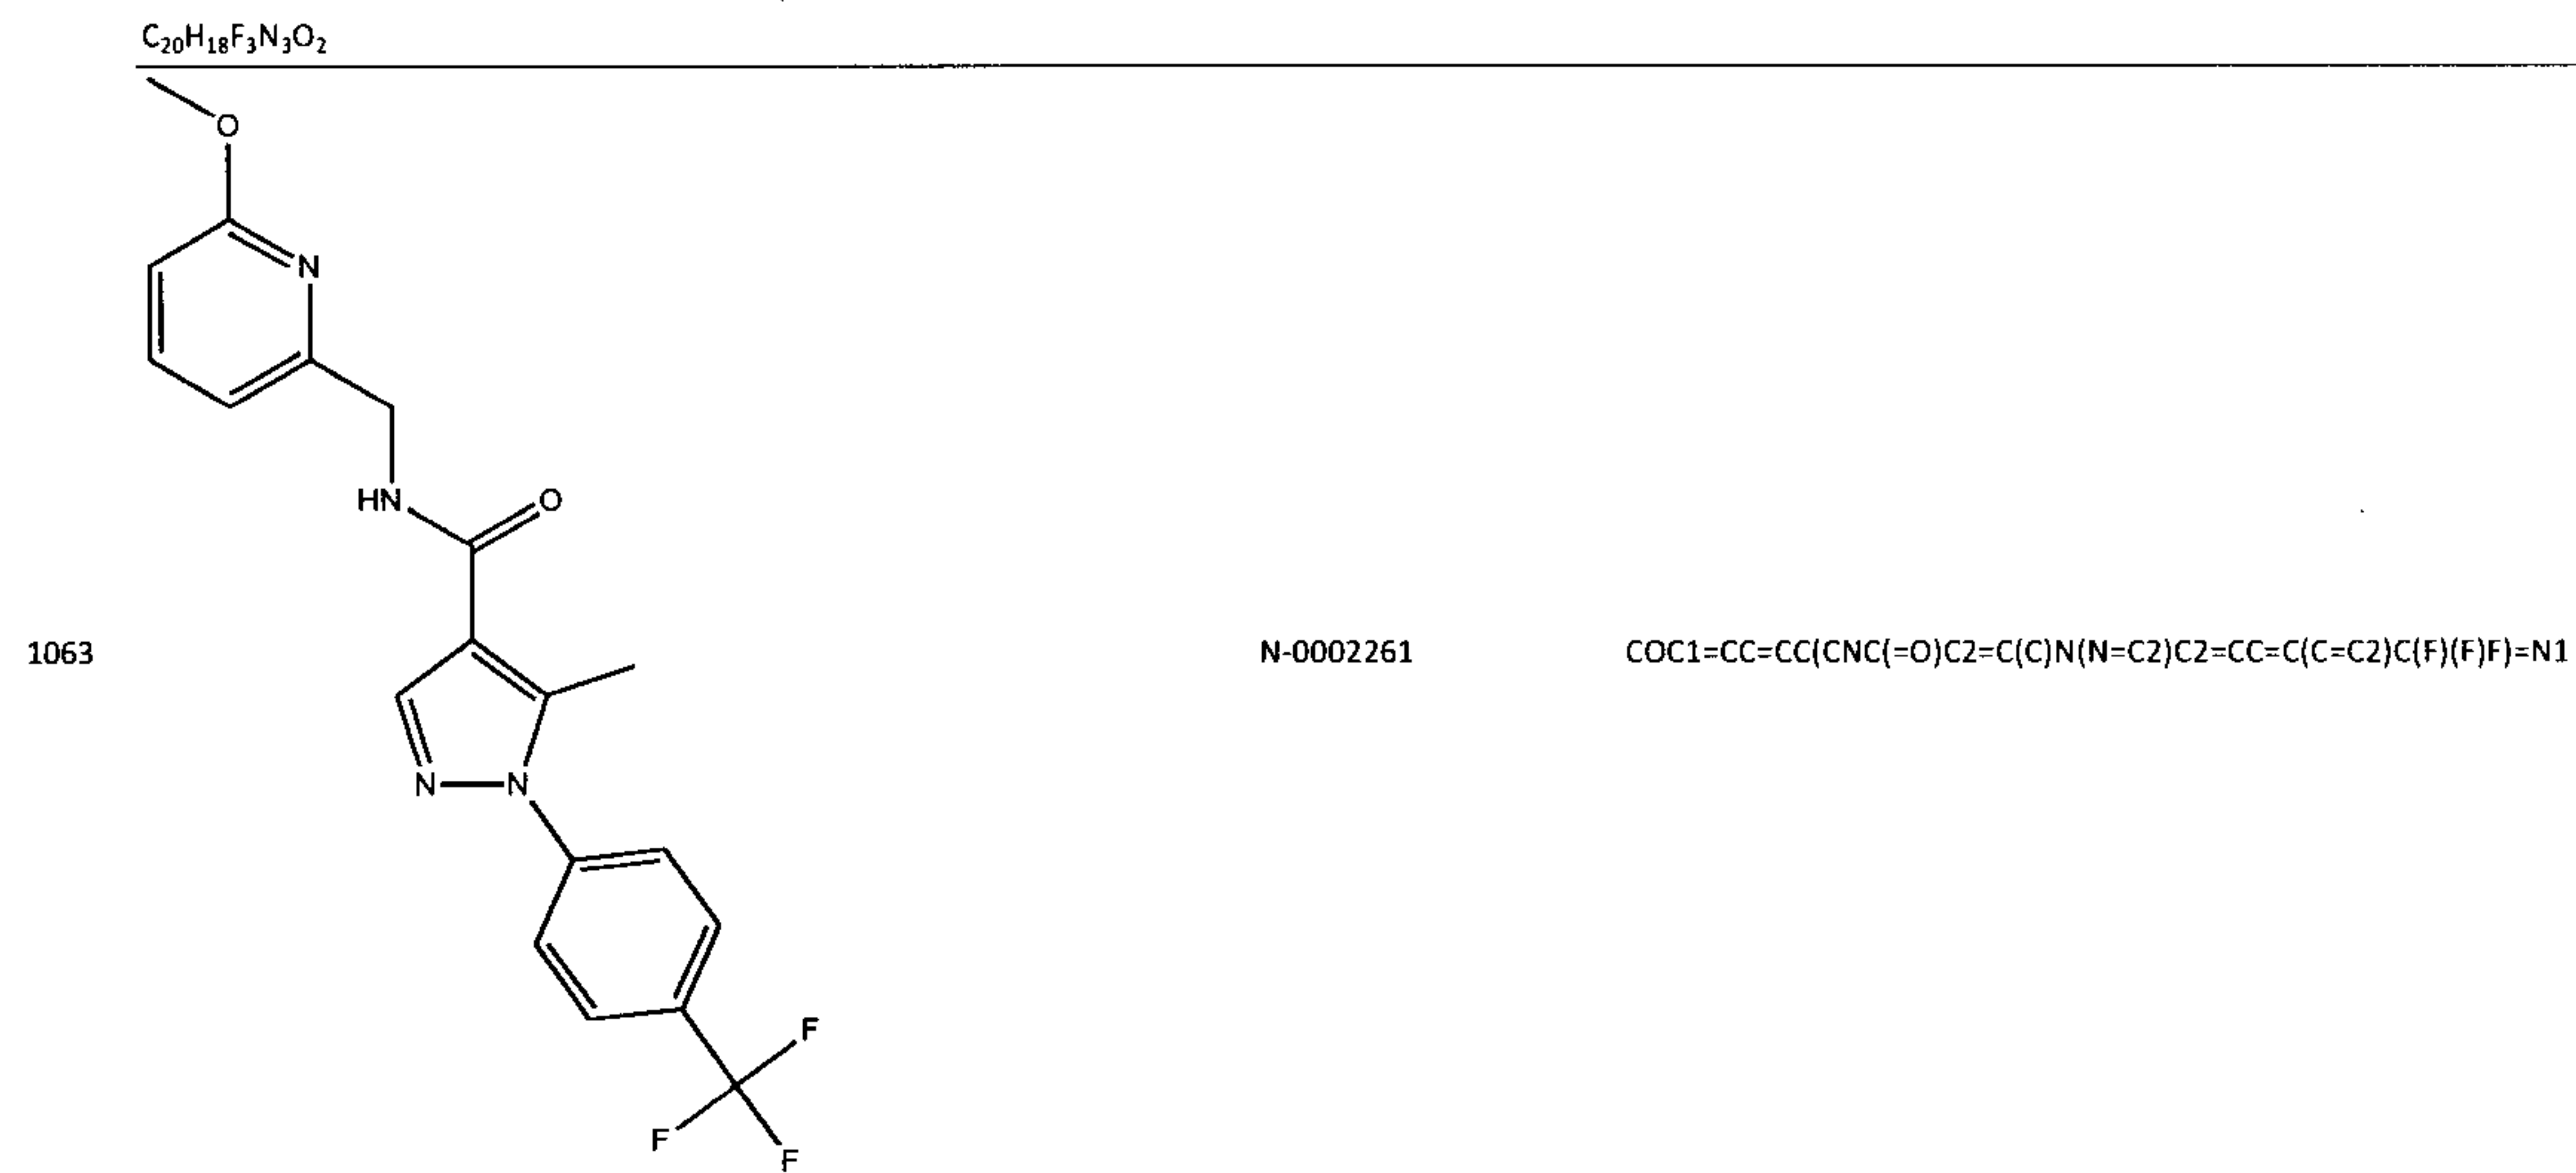 C₂₀H₁₈F₃N₃O₂
O
N
HN
O
1063
N-0002261
COC1=CC=CC(CNC(=O)C2=C(C)N(N=C2)C2=CC=C(C=C2)C(F)(F)F)=N1
N
N
F
F
F